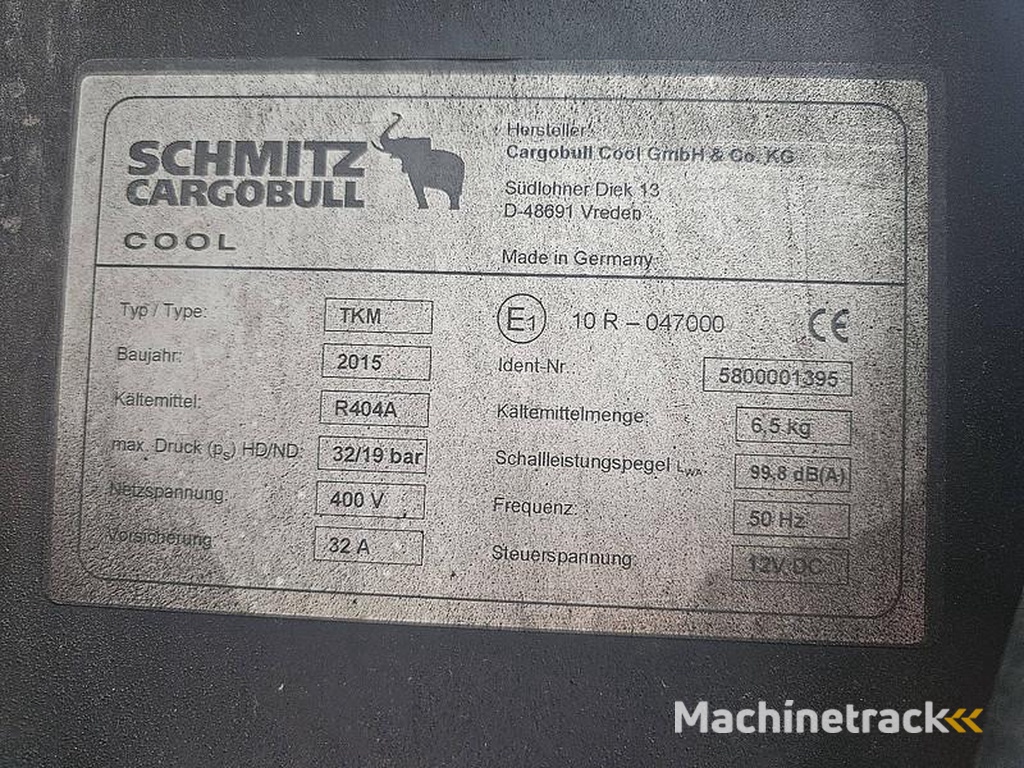 SCHMITZ
CARGOBULL
COOL
Hersteller:
Cargobull Cool GmbH & Co. KG
Südlohner Diek 13
D-48691 Vreden
Made in Germany
Typ / Type: TKM
Baujahr: 2015
Kältemittel: R404A
max. Druck (ps) HD/ND: 32/19 bar
Netzspannung: 400 V
Vorsicherung: 32 A
E1 10 R – 047000 CE
Ident-Nr.: 5800001395
Kältemittelmenge: 6,5 kg
Schallleistungspegel LWA: 99,8 dB(A)
Frequenz: 50 Hz
Steuerspannung: 12V DC
Machinetrack